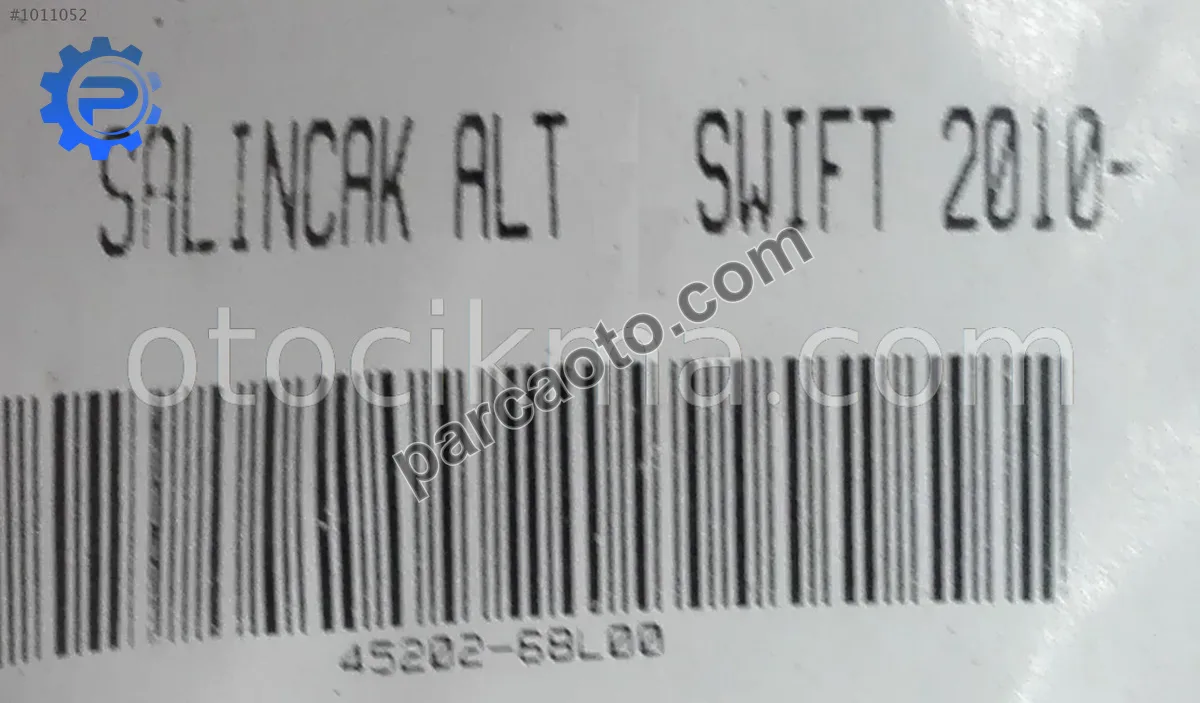 #1011052
SALINCAK ALT SWIFT 2010-
otocikma.com
parcaoto.com
45202-68L00